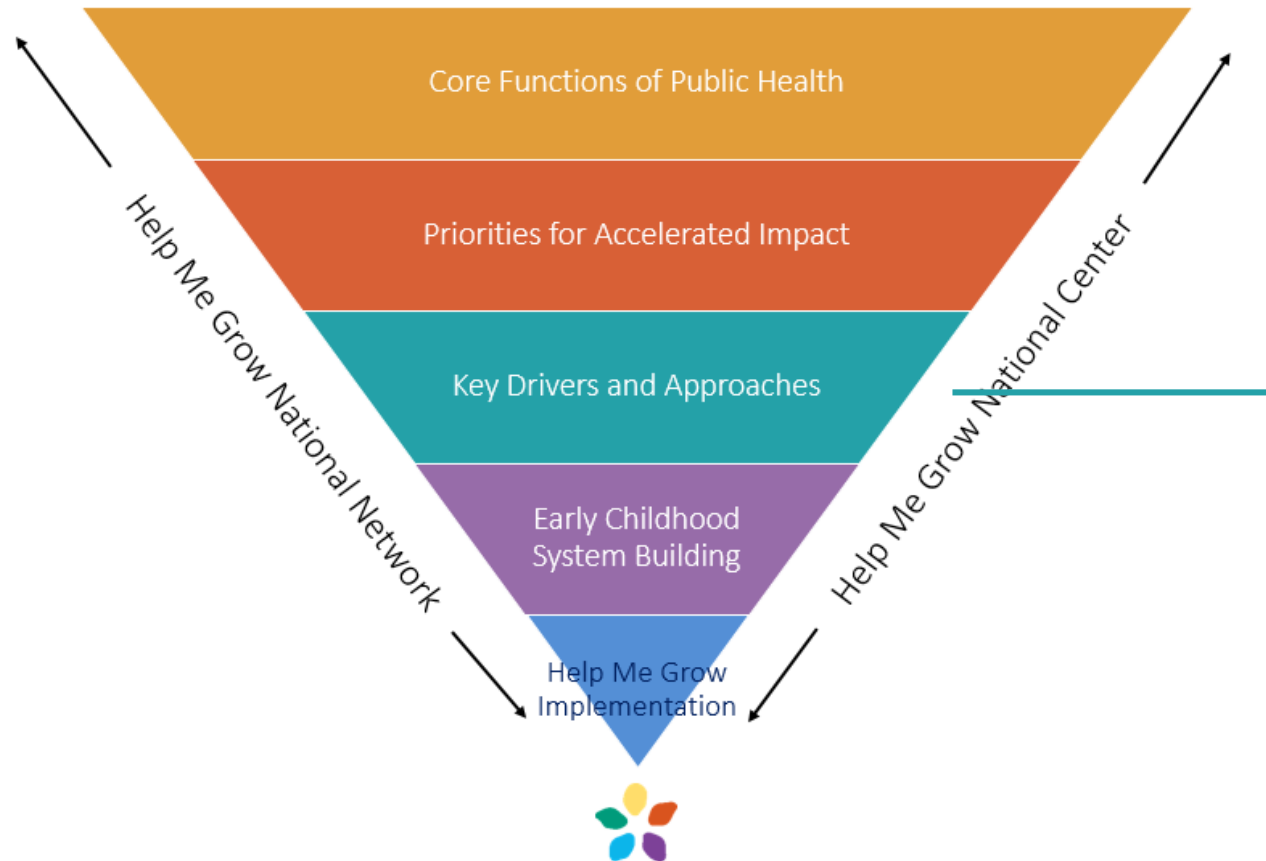 Core Functions of Public Health
Priorities for Accelerated Impact
Key Drivers and Approaches
Early Childhood
System Building
Help Me Grow
Implementation
Help Me Grow National Network
Help Me Grow National Center